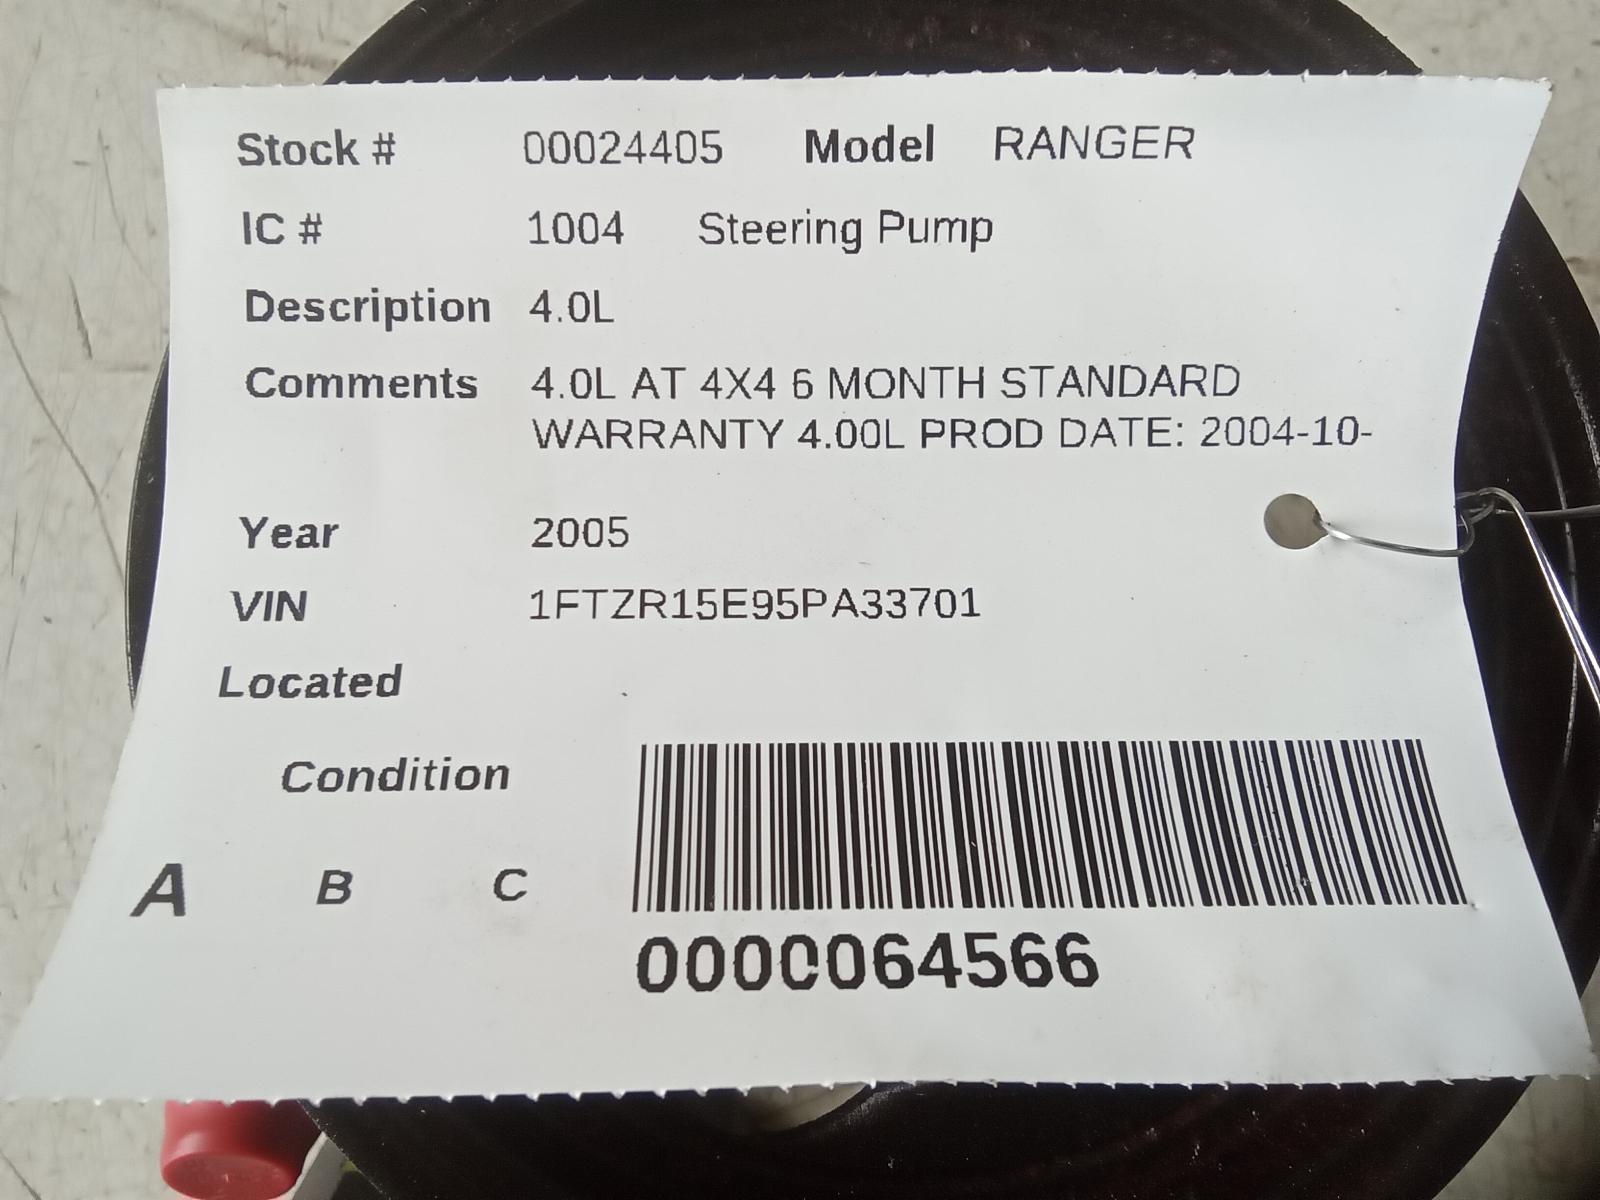 Stock # 00024405 Model RANGER
IC # 1004 Steering Pump
Description 4.0L
Comments 4.0L AT 4X4 6 MONTH STANDARD
WARRANTY 4.00L PROD DATE: 2004-10-
Year 2005
VIN 1FTZR15E95PA33701
Located
Condition
A B C
0000064566